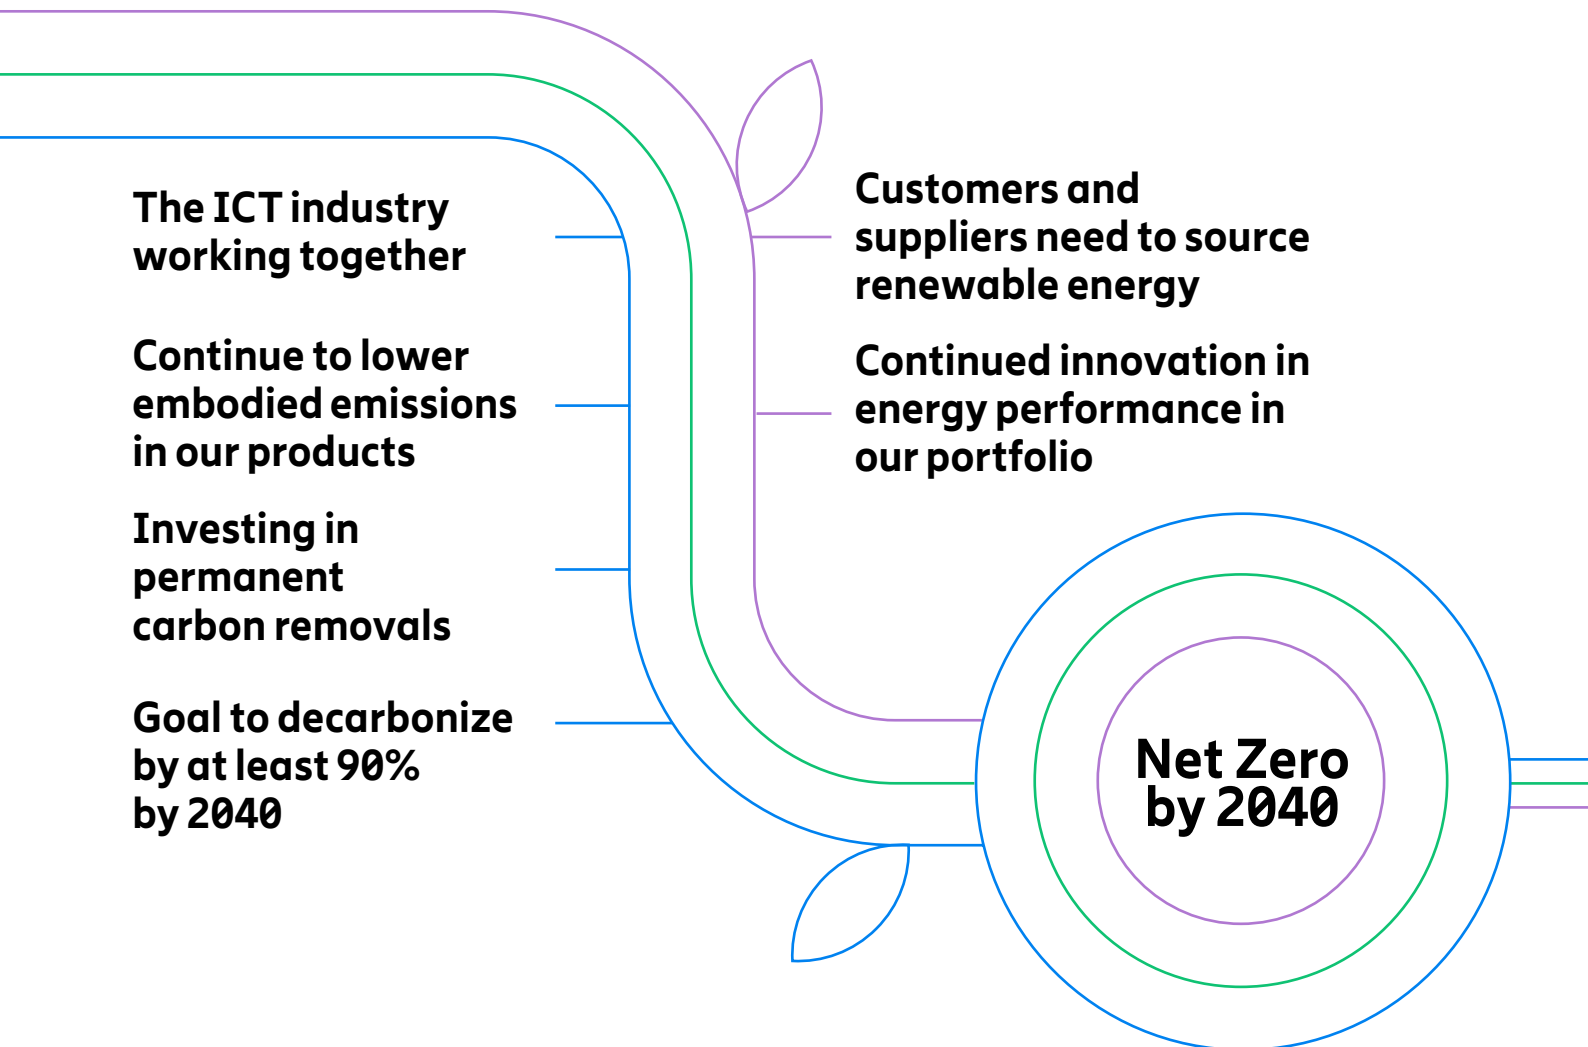 The ICT industry
working together
Continue to lower
embodied emissions
in our products
Investing in
permanent
carbon removals
Goal to decarbonize
by at least 90%
by 2040
Customers and
suppliers need to source
renewable energy
Continued innovation in
energy performance in
our portfolio
Net Zero
by 2040